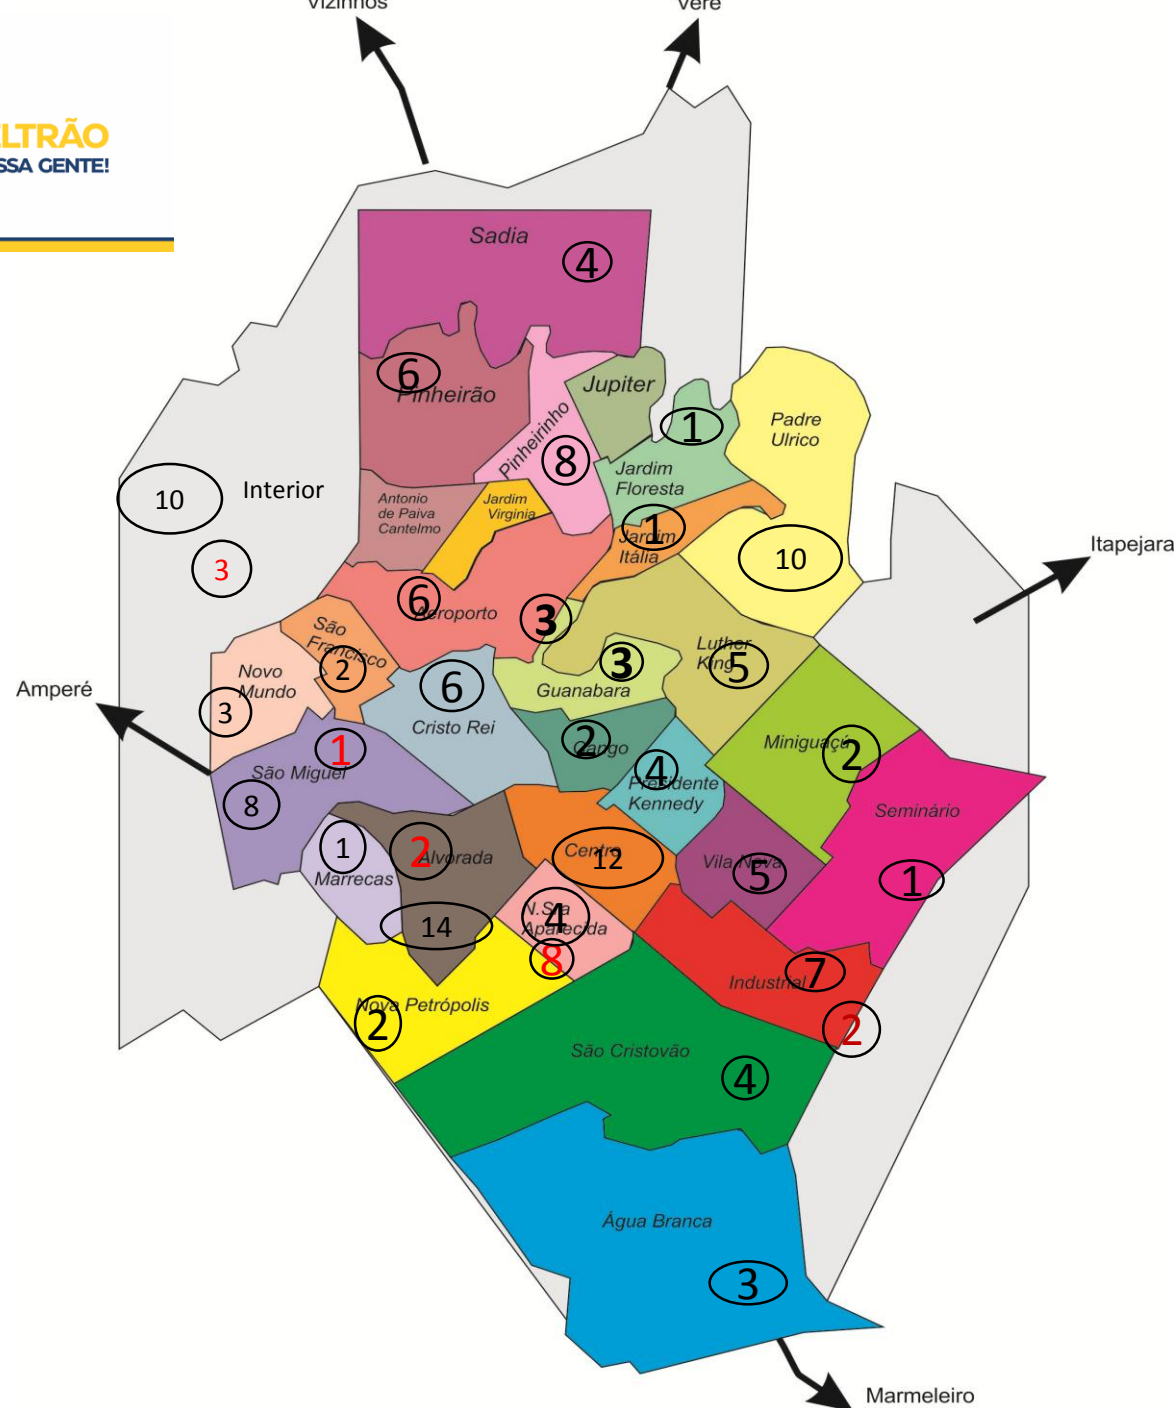 Vizinhos
Verê
ELTRÃO
SSA GENTE!
Sadia
4
6
Pinheirão
Jupiter
Pinheirinho
8
1
Padre
Ulrico
Jardim
Floresta
10
Interior
Antonio
de Paiva
Cantelmo
Jardim
Virginia
1
Jardim
Itália
10
3
Itapejara
6
Aeroporto
3
São
Francisco
2
Novo
Mundo
3
Amperé
6
Cristo Rei
3
Guanabara
Luther
King
5
1
São Miguel
8
2
Cango
4
Presidente
Kennedy
Miniguaçú
2
Seminário
1
1
Marrecas
2
Alvorada
14
Centro
12
Vila Nova
5
N.Sra
Aparecida
4
8
Industrial
7
2
Nova Petrópolis
2
São Cristovão
4
Água Branca
3
Marmeleiro